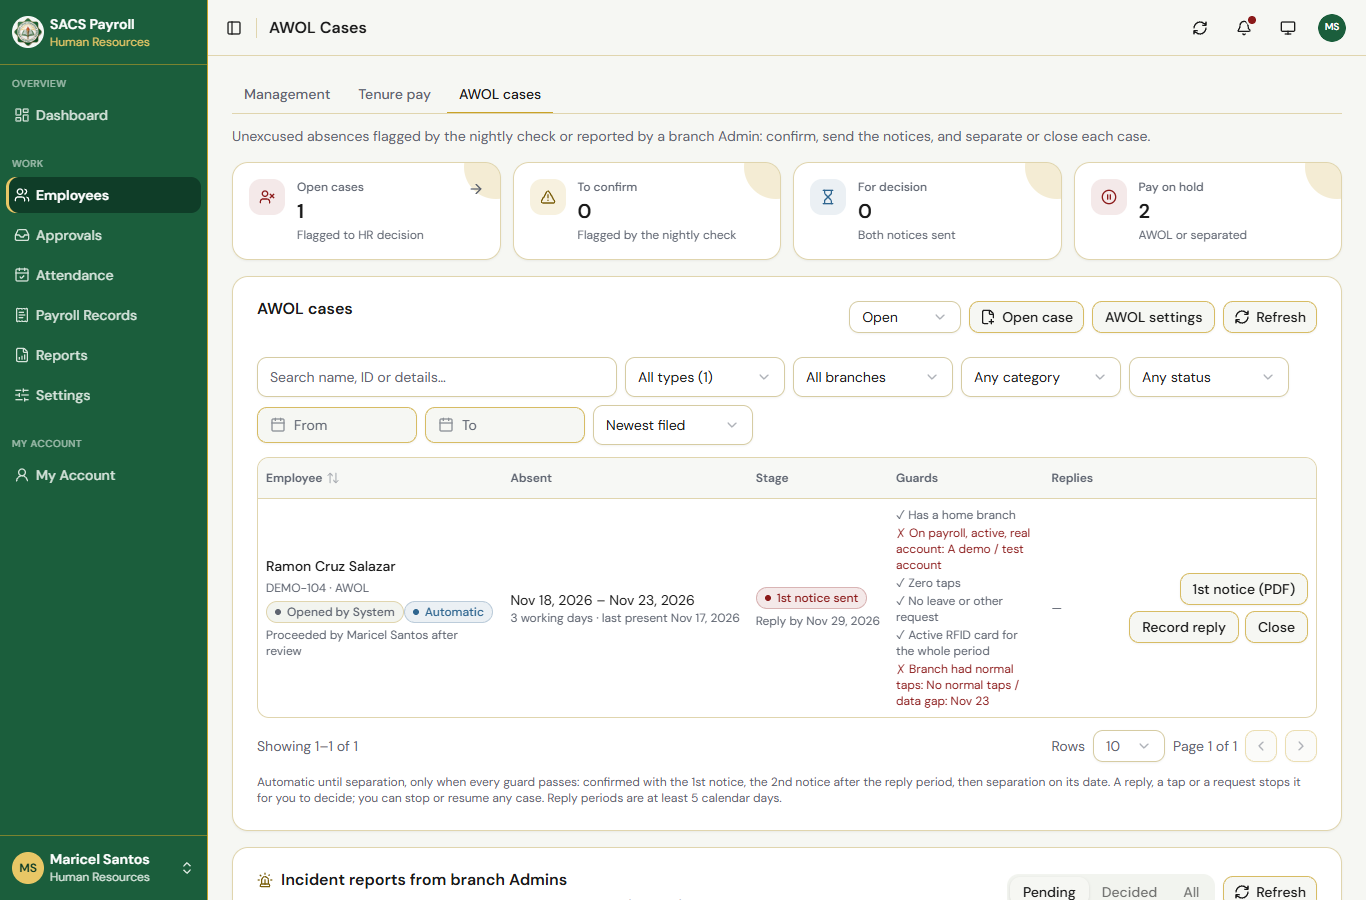 SACS Payroll
Human Resources
OVERVIEW
Dashboard
WORK
Employees
Approvals
Attendance
Payroll Records
Reports
Settings
MY ACCOUNT
My Account
MS
Maricel Santos
Human Resources
AWOL Cases
MS
Management
Tenure pay
AWOL cases
Unexcused absences flagged by the nightly check or reported by a branch Admin: confirm, send the notices, and separate or close each case.
Open cases
1
Flagged to HR decision
To confirm
0
Flagged by the nightly check
For decision
0
Both notices sent
Pay on hold
2
AWOL or separated
AWOL cases
Open
Open case
AWOL settings
Refresh
Search name, ID or details...
All types (1)
All branches
Any category
Any status
From
To
Newest filed
Employee
Absent
Stage
Guards
Replies
Ramon Cruz Salazar
DEMO-104 · AWOL
Opened by System
Automatic
Proceeded by Maricel Santos after
review
Nov 18, 2026 – Nov 23, 2026
3 working days · last present Nov 17, 2026
1st notice sent
Reply by Nov 29, 2026
✓ Has a home branch
✗ On payroll, active, real
account: A demo / test
account
✓ Zero taps
✓ No leave or other
request
✓ Active RFID card for
the whole period
✗ Branch had normal
taps: No normal taps /
data gap: Nov 23
—
1st notice (PDF)
Record reply
Close
Showing 1–1 of 1
Rows
10
Page 1 of 1
Automatic until separation, only when every guard passes: confirmed with the 1st notice, the 2nd notice after the reply period, then separation on its date. A reply, a tap or a request stops it
for you to decide; you can stop or resume any case. Reply periods are at least 5 calendar days.
Incident reports from branch Admins
Pending
Decided
All
Refresh